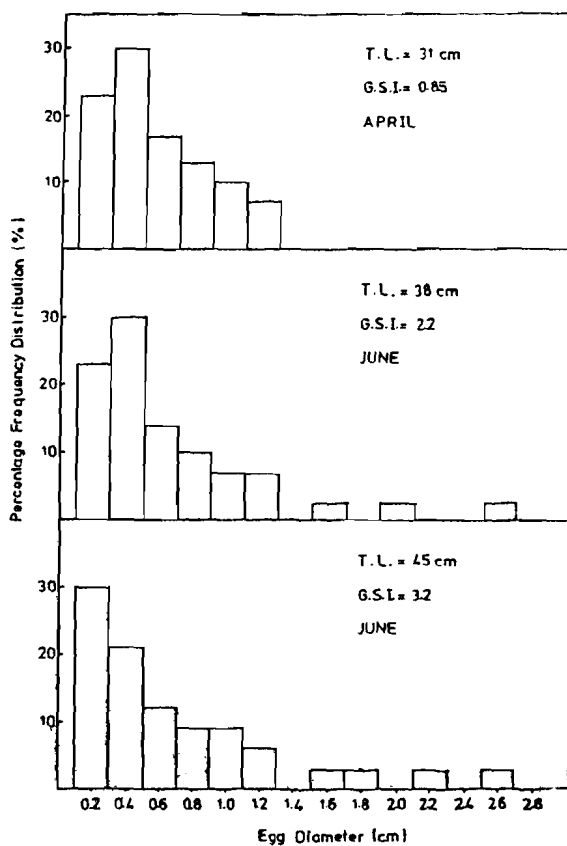 Percentage Frequency Distribution (%)
30
20
10
T.L. = 31 cm
G.S.I.= 0.85
APRIL
30
20
10
T.L. = 38 cm
G.S.I.= 2.2
JUNE
30
20
10
T.L. = 45 cm
G.S.I.= 3.2
JUNE
0.2 0.4 0.6 0.8 1.0 1.2 1.4 1.6 1.8 2.0 2.2 2.4 2.6 2.8
Egg Diameter (cm)